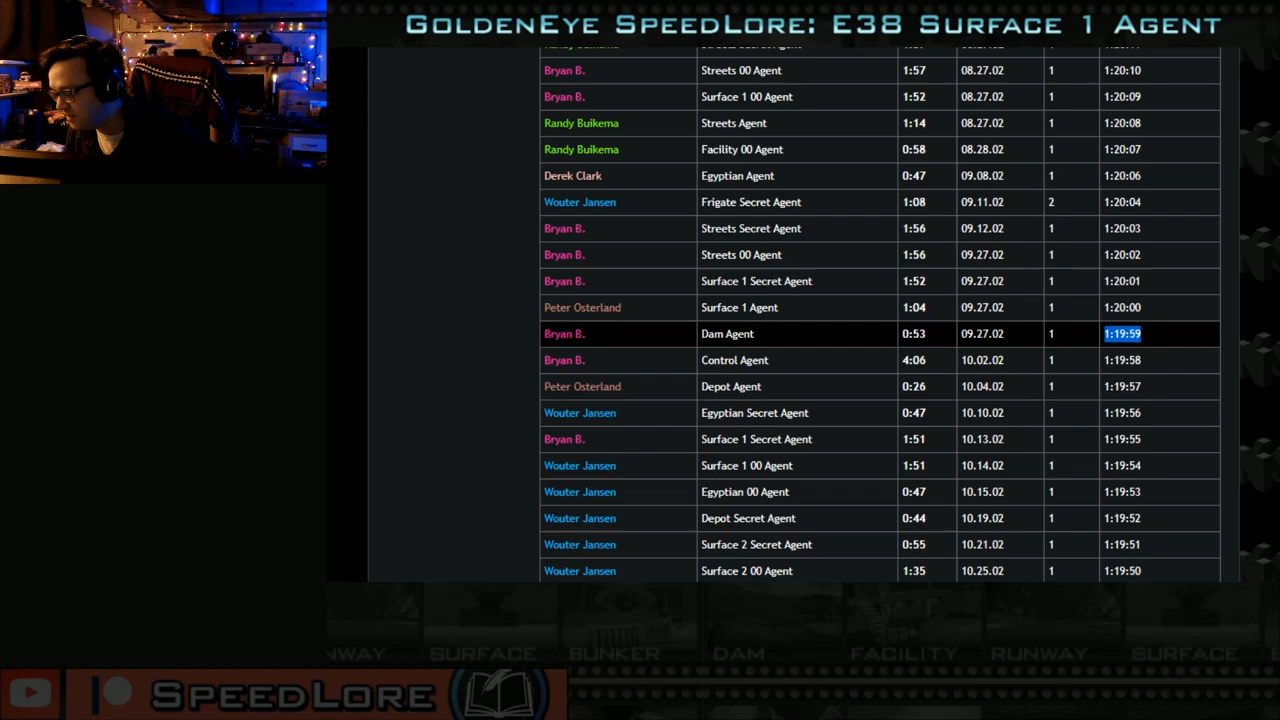 GoldenEye SpeedLore: E38 Surface 1 Agent
Bryan B. Streets 00 Agent 1:57 08.27.02 1 1:20:10
Bryan B. Surface 1 00 Agent 1:52 08.27.02 1 1:20:09
Randy Buikema Streets Agent 1:14 08.27.02 1 1:20:08
Randy Buikema Facility 00 Agent 0:58 08.28.02 1 1:20:07
Derek Clark Egyptian Agent 0:47 09.08.02 1 1:20:06
Wouter Jansen Frigate Secret Agent 1:08 09.11.02 2 1:20:04
Bryan B. Streets Secret Agent 1:56 09.12.02 1 1:20:03
Bryan B. Streets 00 Agent 1:56 09.27.02 1 1:20:02
Bryan B. Surface 1 Secret Agent 1:52 09.27.02 1 1:20:01
Peter Osterland Surface 1 Agent 1:04 09.27.02 1 1:20:00
Bryan B. Dam Agent 0:53 09.27.02 1 1:19:59
Bryan B. Control Agent 4:06 10.02.02 1 1:19:58
Peter Osterland Depot Agent 0:26 10.04.02 1 1:19:57
Wouter Jansen Egyptian Secret Agent 0:47 10.10.02 1 1:19:56
Bryan B. Surface 1 Secret Agent 1:51 10.13.02 1 1:19:55
Wouter Jansen Surface 1 00 Agent 1:51 10.14.02 1 1:19:54
Wouter Jansen Egyptian 00 Agent 0:47 10.15.02 1 1:19:53
Wouter Jansen Depot Secret Agent 0:44 10.19.02 1 1:19:52
Wouter Jansen Surface 2 Secret Agent 0:55 10.21.02 1 1:19:51
Wouter Jansen Surface 2 00 Agent 1:35 10.25.02 1 1:19:50
NWAY SURFACE BUNKER DAM FACILITY RUNWAY SURFACE
SpeedLore